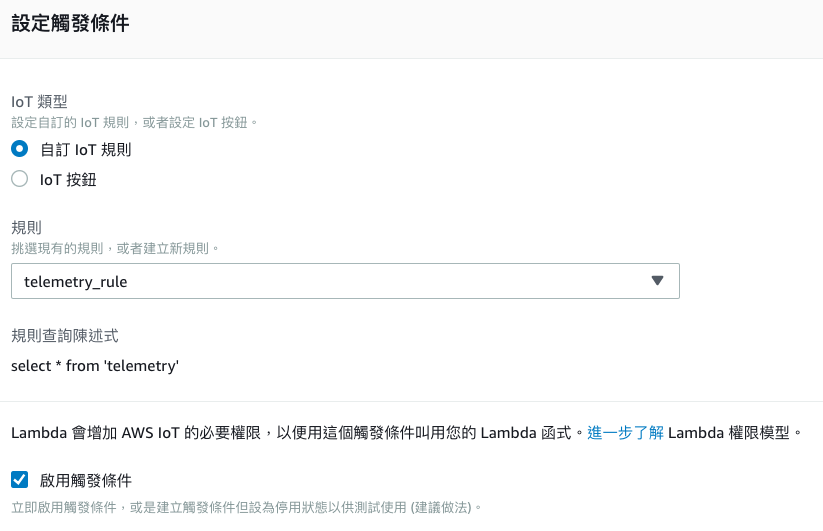 設定觸發條件
IoT 類型
設定自訂的 IoT 規則，或者設定 IoT 按鈕。
自訂 IoT 規則
IoT 按鈕
規則
挑選現有的規則，或者建立新規則。
telemetry_rule
規則查詢陳述式
select * from 'telemetry'
Lambda 會增加 AWS IoT 的必要權限，以便用這個觸發條件叫用您的 Lambda 函式。進一步了解 Lambda 權限模型。
啟用觸發條件
立即啟用觸發條件，或是建立觸發條件但設為停用狀態以供測試使用 (建議做法)。